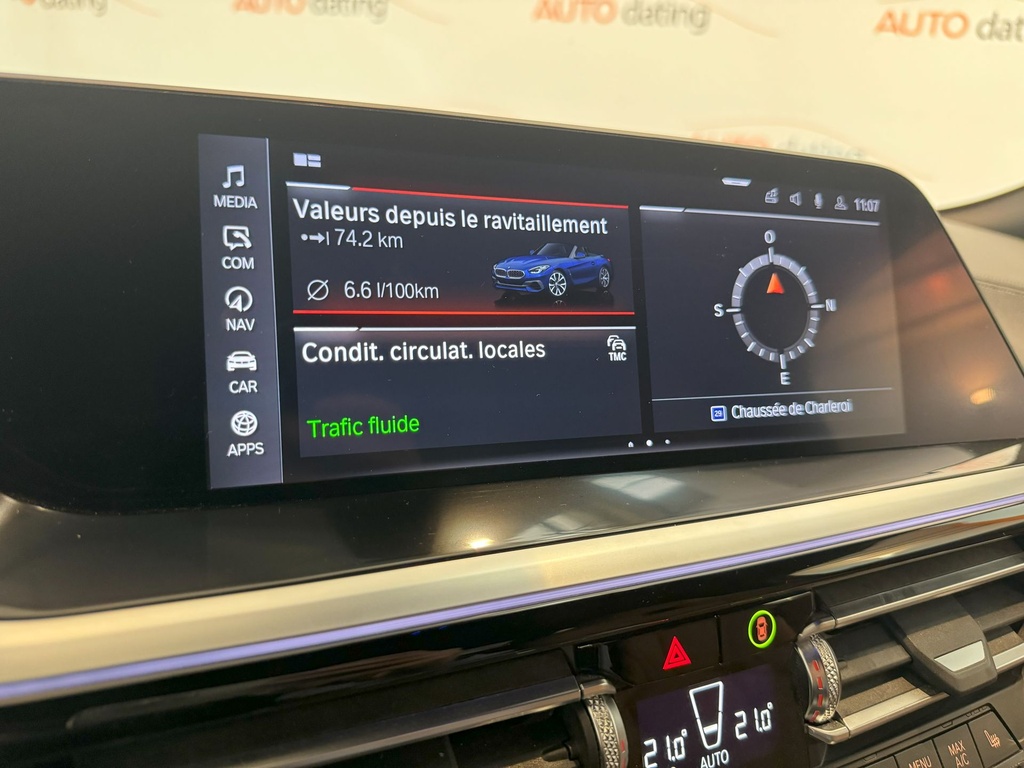 AUTO dating
AUTO dating
AUTO dating
MEDIA
COM
NAV
CAR
APPS
11:07
Valeurs depuis le ravitaillement
74.2 km
6.6 l/100km
Condit. circulat. locales
TMC
Trafic fluide
O
S
N
E
29 Chaussée de Charleroi
21.0°
AUTO
21.0°
MENU
MAX
A/C